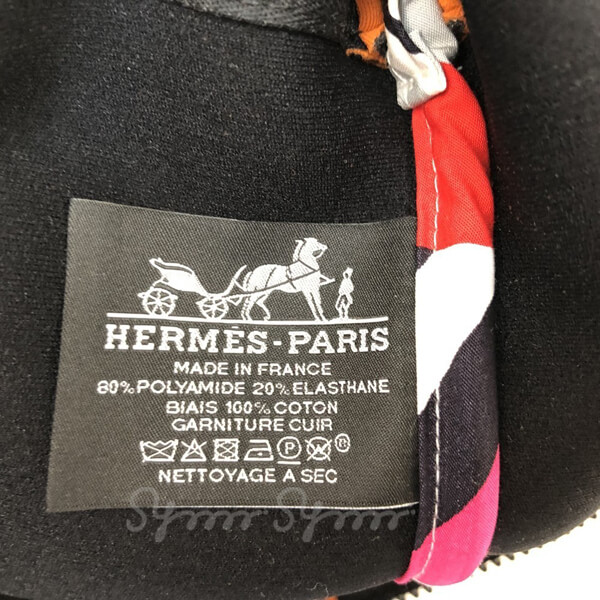 HERMÈS-PARIS
MADE IN FRANCE
80% POLYAMIDE 20% ELASTHANE
BIAIS 100% COTON
GARNITURE CUIR
P ®
NETTOYAGE A SEC